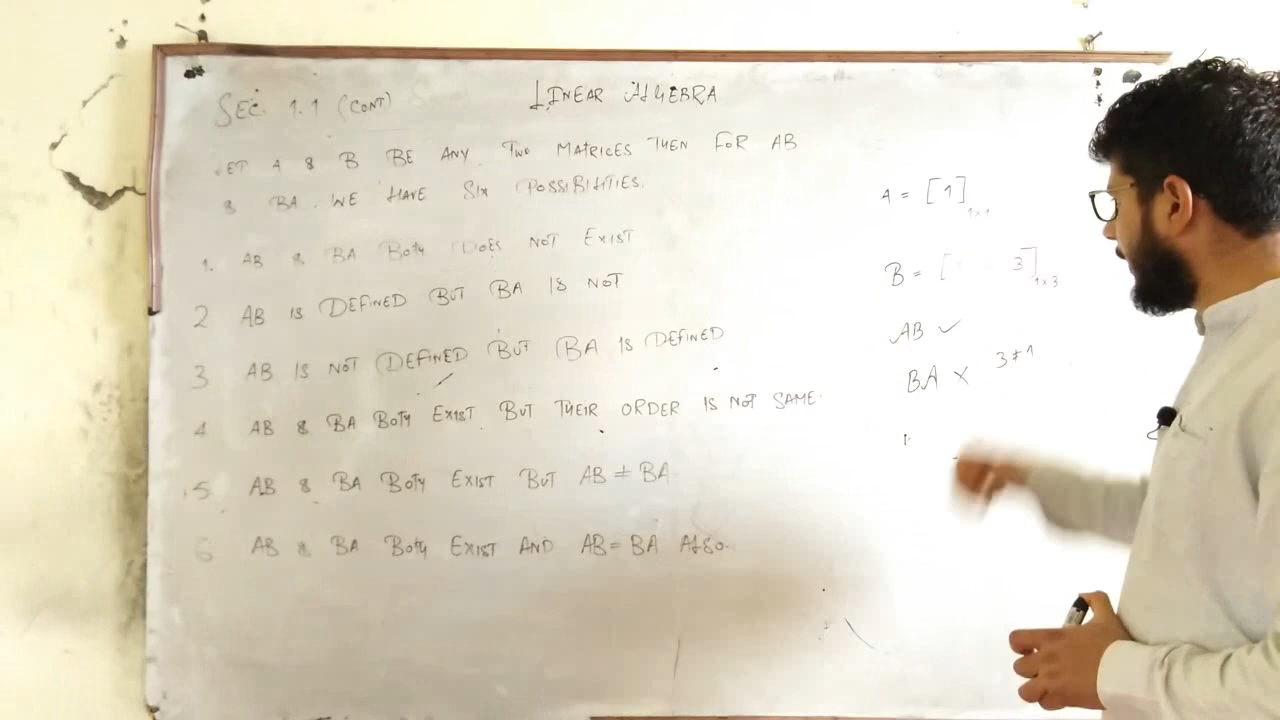 SEC. 1.1 (CONT)
LINEAR ALGEBRA
LET A & B BE ANY TWO MATRICES THEN FOR AB
& BA WE HAVE SIX POSSIBILITIES.
1. AB & BA BOTH DOES NOT EXIST
2 AB IS DEFINED BUT BA IS NOT
3 AB IS NOT DEFINED BUT BA IS DEFINED
4 AB & BA BOTH EXIST BUT THEIR ORDER IS NOT SAME.
5 AB & BA BOTH EXIST BUT AB ≠ BA
6 AB & BA BOTH EXIST AND AB = BA ALSO.
A = [1]1×1
B = [ 3]1×3
AB ✓
BA × 3≠1